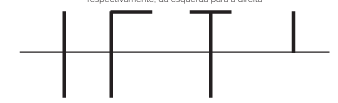 respectivamente, da esquerda para a direita